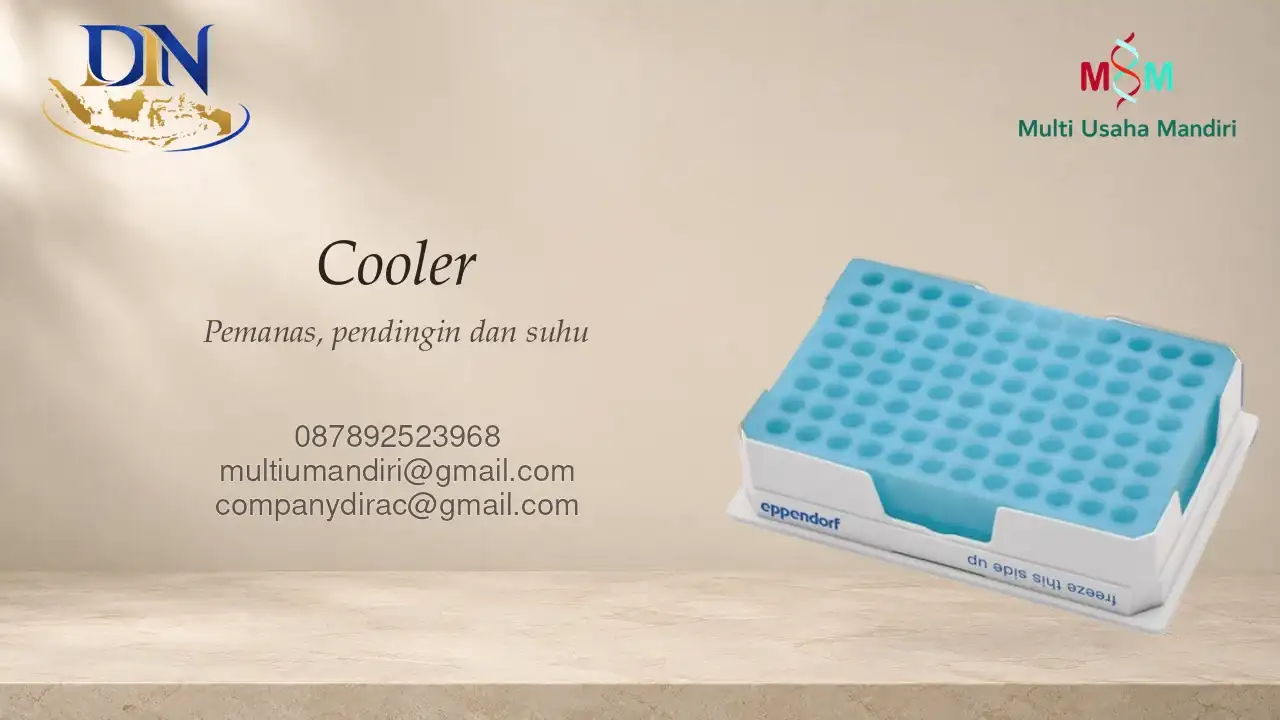 DIN
M M
Multi Usaha Mandiri
Cooler
Pemanas, pendingin dan suhu
087892523968
multiumandiri@gmail.com
companydirac@gmail.com
eppendorf
freeze this side up